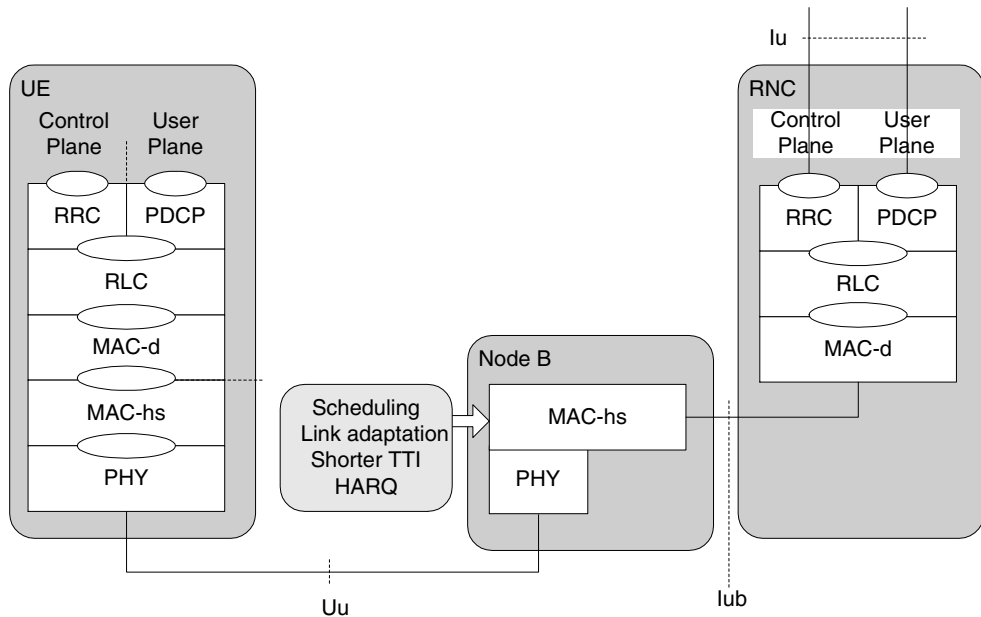 Iu
UE
Control
Plane
User
Plane
RRC
PDCP
RLC
MAC-d
MAC-hs
PHY
Scheduling
Link adaptation
Shorter TTI
HARQ
Node B
MAC-hs
PHY
RNC
Control
Plane
User
Plane
RRC
PDCP
RLC
MAC-d
Uu
Iub